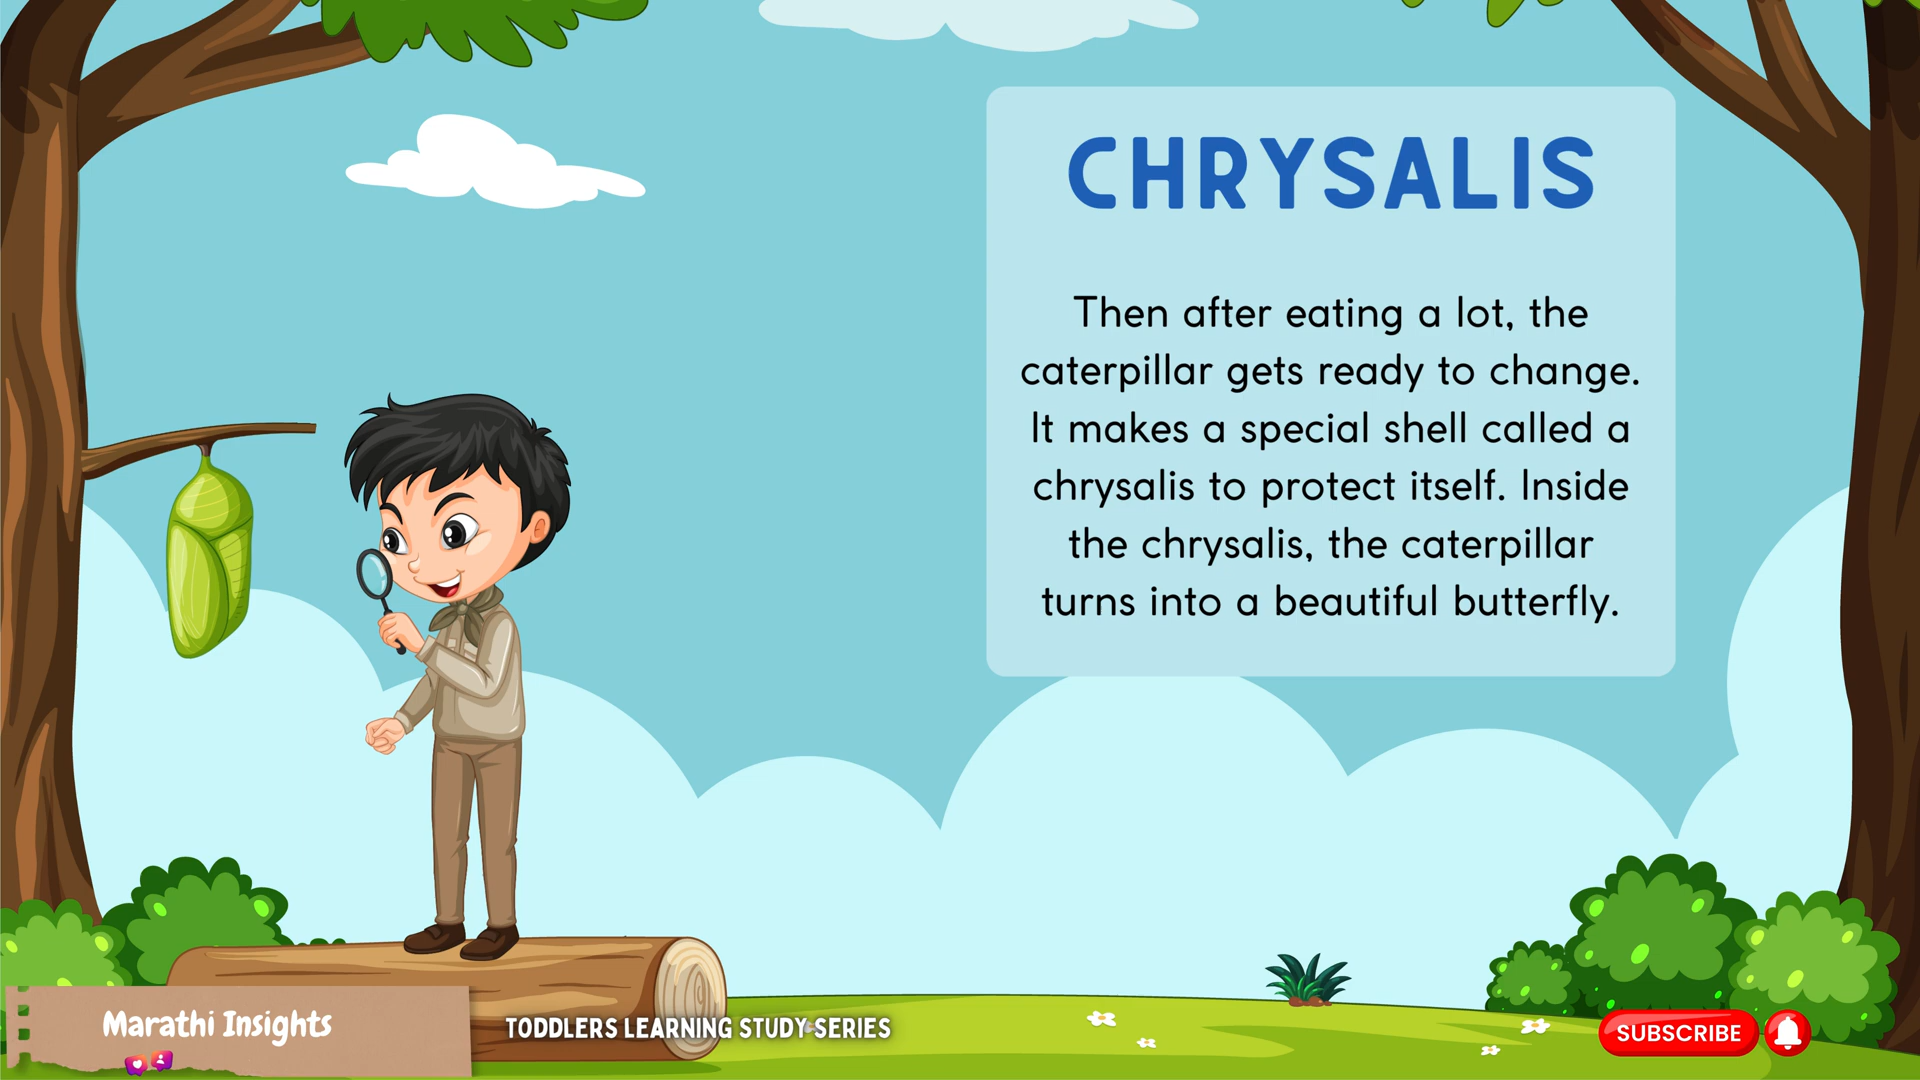 CHRYSALIS
Then after eating a lot, the
caterpillar gets ready to change.
It makes a special shell called a
chrysalis to protect itself. Inside
the chrysalis, the caterpillar
turns into a beautiful butterfly.
Marathi Insights
TODDLERS LEARNING STUDY SERIES
SUBSCRIBE